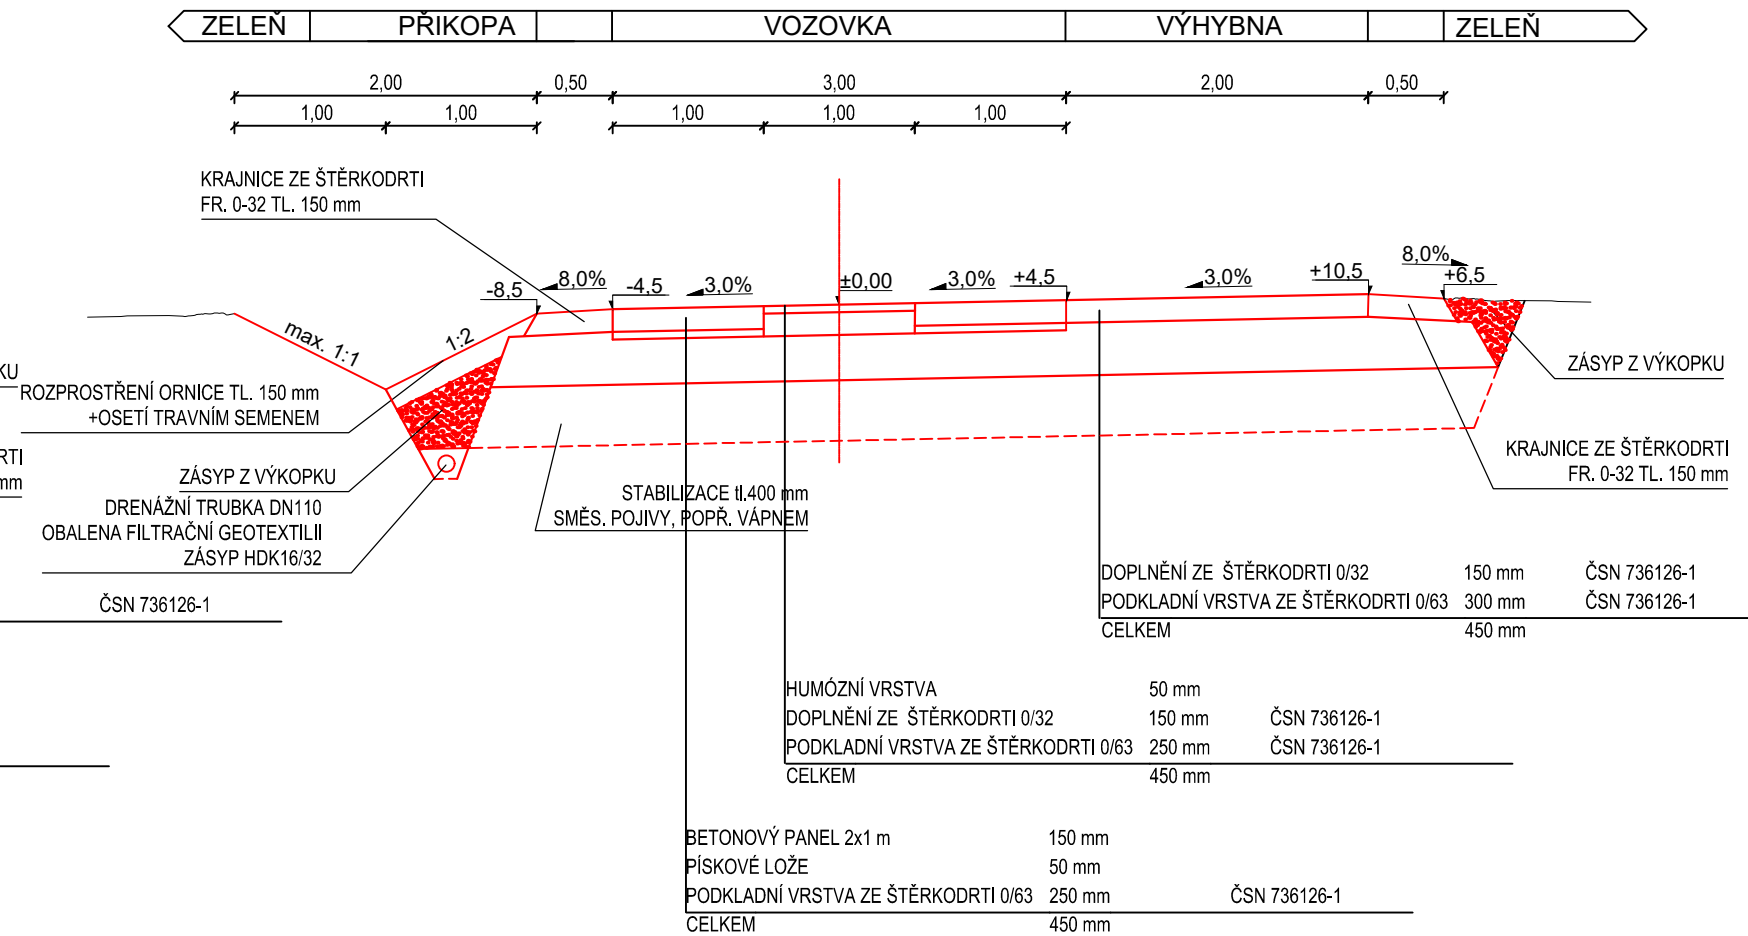 ZELEŇ PŘIKOPA VOZOVKA VÝHYBNA ZELEŇ
2,00 0,50 3,00 2,00 0,50
1,00 1,00 1,00 1,00 1,00
KRAJNICE ZE ŠTĚRKODRTI
FR. 0-32 TL. 150 mm
-8,5 8,0% -4,5 3,0% ±0,00 3,0% +4,5 3,0% +10,5 8,0% +6,5
max. 1:1 1:2
KU
ROZPROSTŘENÍ ORNICE TL. 150 mm
+OSETÍ TRAVNÍM SEMENEM
ZÁSYP Z VÝKOPKU
RTI
mm
ZÁSYP Z VÝKOPKU
DRENÁŽNÍ TRUBKA DN110
OBALENA FILTRAČNÍ GEOTEXTILII
ZÁSYP HDK16/32
STABILIZACE tl.400 mm
SMĚS. POJIVY, POPŘ. VÁPNEM
KRAJNICE ZE ŠTĚRKODRTI
FR. 0-32 TL. 150 mm
ČSN 736126-1
DOPLNĚNÍ ZE ŠTĚRKODRTI 0/32 150 mm ČSN 736126-1
PODKLADNÍ VRSTVA ZE ŠTĚRKODRTI 0/63 300 mm ČSN 736126-1
CELKEM 450 mm
HUMÓZNÍ VRSTVA 50 mm
DOPLNĚNÍ ZE ŠTĚRKODRTI 0/32 150 mm ČSN 736126-1
PODKLADNÍ VRSTVA ZE ŠTĚRKODRTI 0/63 250 mm ČSN 736126-1
CELKEM 450 mm
BETONOVÝ PANEL 2x1 m 150 mm
PÍSKOVÉ LOŽE 50 mm
PODKLADNÍ VRSTVA ZE ŠTĚRKODRTI 0/63 250 mm ČSN 736126-1
CELKEM 450 mm